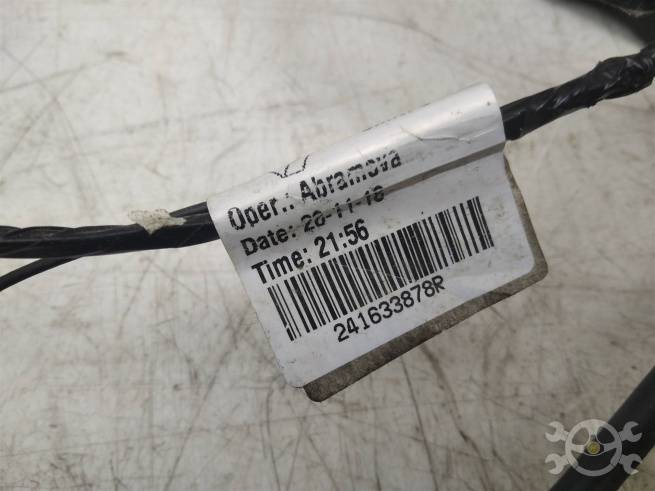 Oper.: Abramova
Date: 28-11-18
Time: 21:56
241633878R